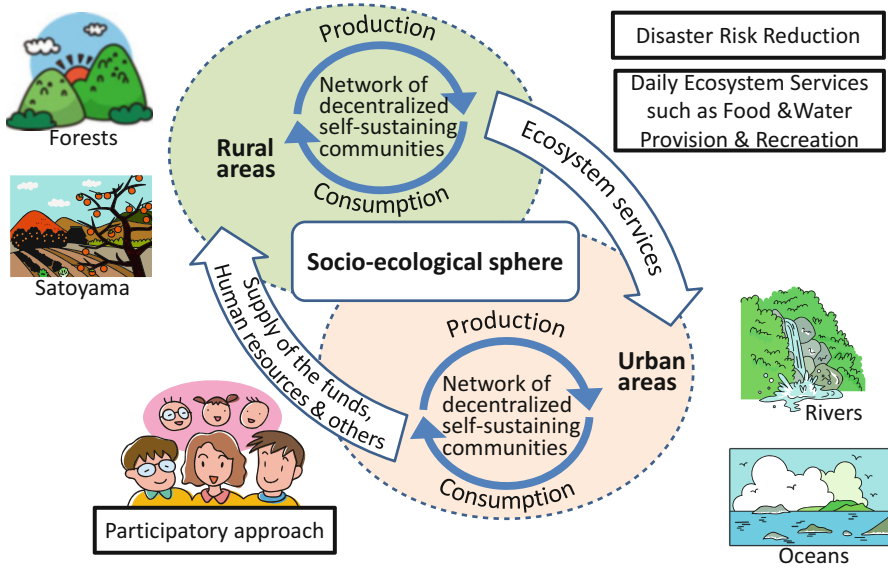 Production
Network of
decentralized
self-sustaining
communities
Consumption
Rural
areas
Forests
Satoyama
Disaster Risk Reduction
Daily Ecosystem Services
such as Food &Water
Provision & Recreation
Ecosystem services
Socio-ecological sphere
Supply of the funds,
Human resources & others
Production
Network of
decentralized
self-sustaining
communities
Consumption
Urban
areas
Rivers
Oceans
Participatory approach